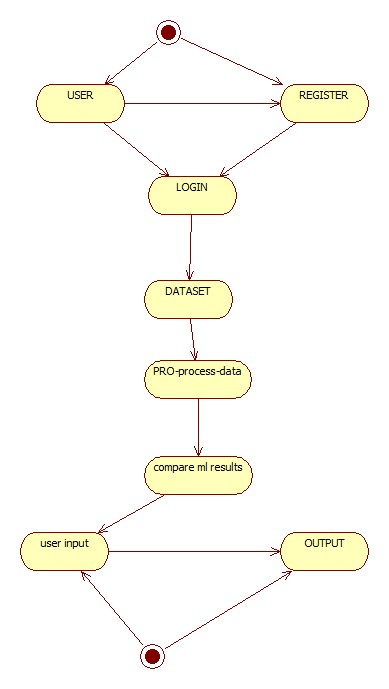 USER
REGISTER
LOGIN
DATASET
PRO-process-data
compare ml results
user input
OUTPUT